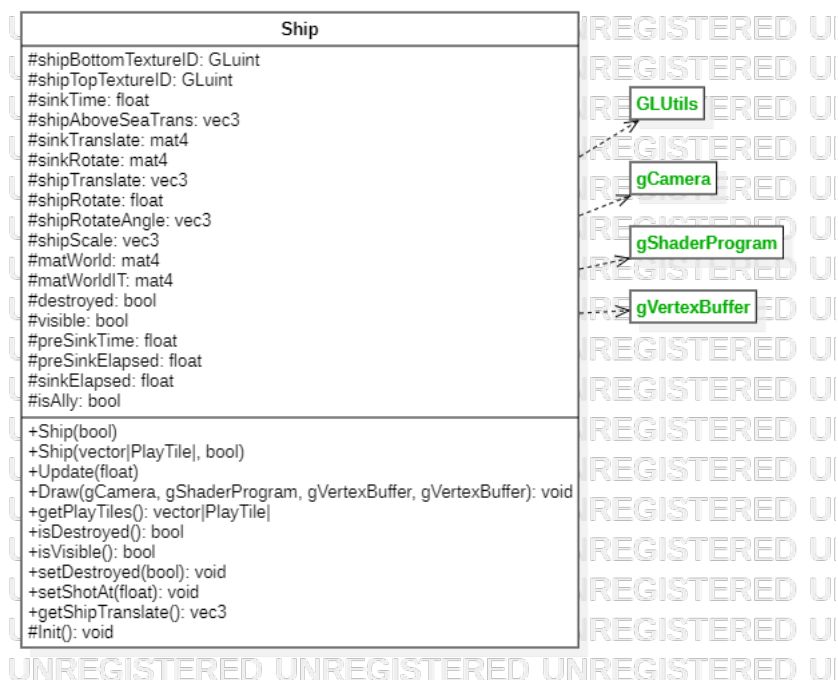 Ship
#shipBottomTextureID: GLuint
#shipTopTextureID: GLuint
#sinkTime: float
#shipAboveSeaTrans: vec3
#sinkTranslate: mat4
#sinkRotate: mat4
#shipTranslate: vec3
#shipRotate: float
#shipRotateAngle: vec3
#shipScale: vec3
#matWorld: mat4
#matWorldIT: mat4
#destroyed: bool
#visible: bool
#preSinkTime: float
#preSinkElapsed: float
#sinkElapsed: float
#isAlly: bool
+Ship(bool)
+Ship(vector|PlayTile|, bool)
+Update(float)
+Draw(gCamera, gShaderProgram, gVertexBuffer, gVertexBuffer): void
+getPlayTiles(): vector|PlayTile|
+isDestroyed(): bool
+isVisible(): bool
+setDestroyed(bool): void
+setShotAt(float): void
+getShipTranslate(): vec3
#Init(): void
GLUtils
gCamera
gShaderProgram
gVertexBuffer
UNREGISTERED UNREGISTERED UNREGISTERED